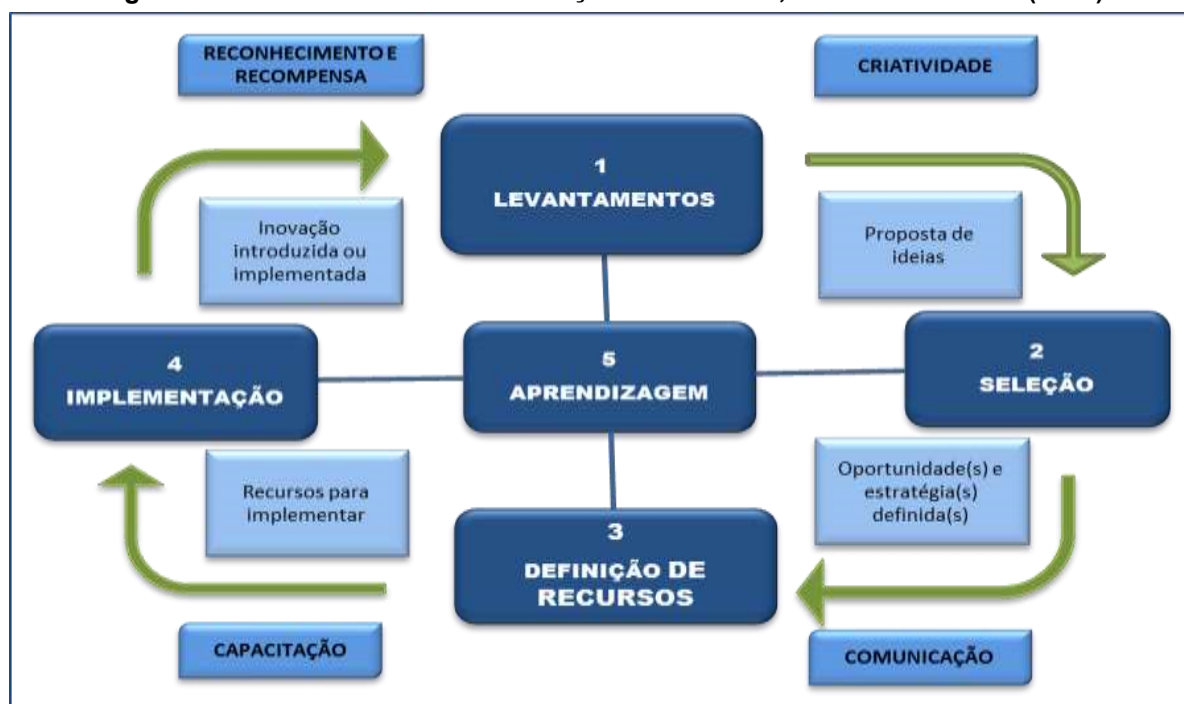 RECONHECIMENTO E
RECOMPENSA
CRIATIVIDADE
1
LEVANTAMENTOS
Inovação
introduzida ou
implementada
Proposta de
ideias
4
IMPLEMENTAÇÃO
5
APRENDIZAGEM
2
SELEÇÃO
Recursos para
implementar
Oportunidade(s) e
estratégia(s)
definida(s)
3
DEFINIÇÃO DE
RECURSOS
CAPACITAÇÃO
COMUNICAÇÃO